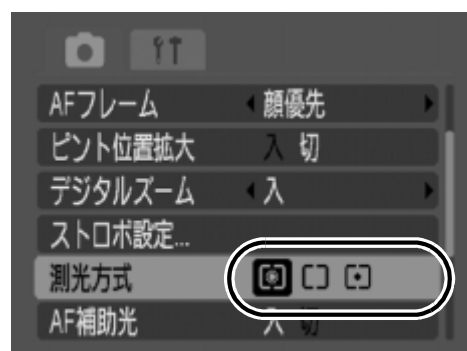 AFフレーム 顔優先
ピント位置拡大 入 切
デジタルズーム 入
ストロボ設定...
測光方式
AF補助光 入 切